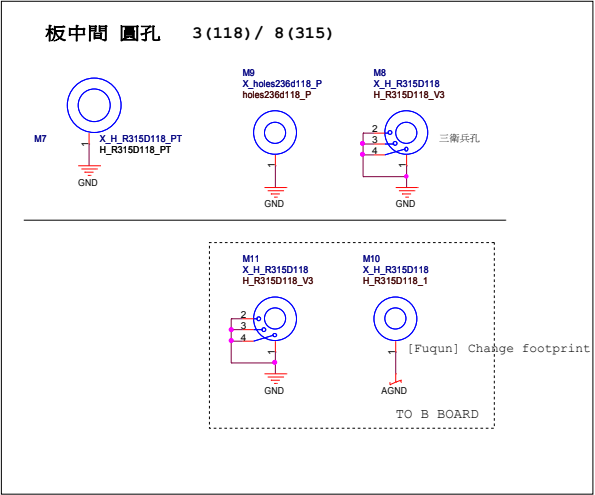 板中間 圓孔 3(118)/ 8(315)
M7
X_H_R315D118_PT
H_R315D118_PT
1
GND
M9
X_holes236d118_P
holes236d118_P
1
GND
M8
X_H_R315D118
H_R315D118_V3
2
3
4
1
三衛兵孔
GND
M11
X_H_R315D118
H_R315D118_V3
2
3
4
1
GND
M10
X_H_R315D118
H_R315D118_1
1
[Fuqun] Change footprint
AGND
TO B BOARD